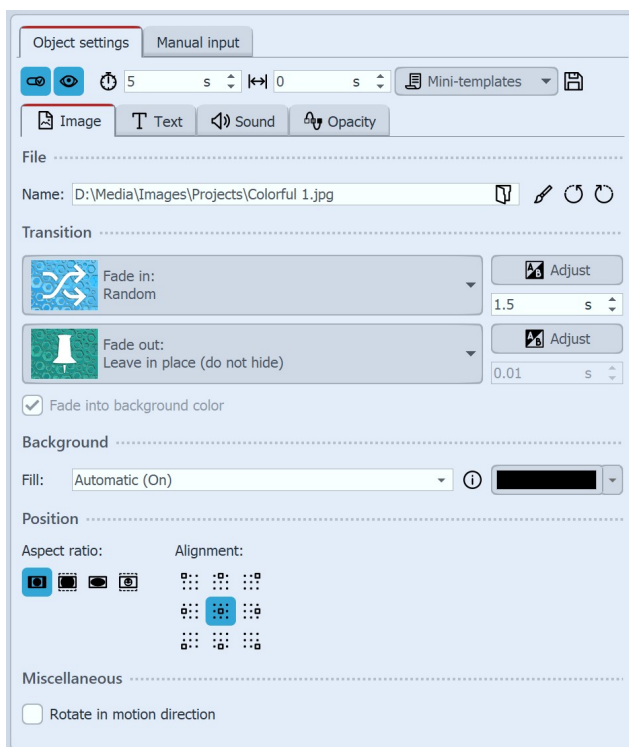 Object settings Manual input
5 s 0 s Mini-templates
Image Text Sound Opacity
File
Name: D:\Media\Images\Projects\Colorful 1.jpg
Transition
Fade in:
Random
Adjust
1.5 s
Fade out:
Leave in place (do not hide)
Adjust
0.01 s
Fade into background color
Background
Fill: Automatic (On)
Position
Aspect ratio: Alignment:
Miscellaneous
Rotate in motion direction